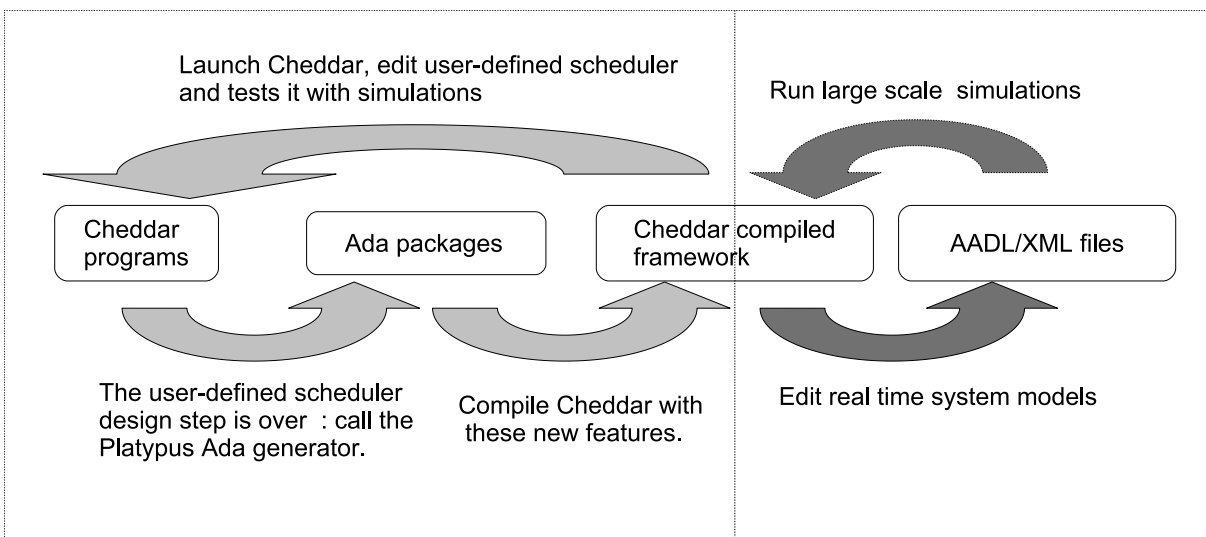 Launch Cheddar, edit user-defined scheduler
and tests it with simulations
Run large scale simulations
Cheddar
programs
Ada packages
Cheddar compiled
framework
AADL/XML files
The user-defined scheduler
design step is over : call the
Platypus Ada generator.
Compile Cheddar with
these new features.
Edit real time system models